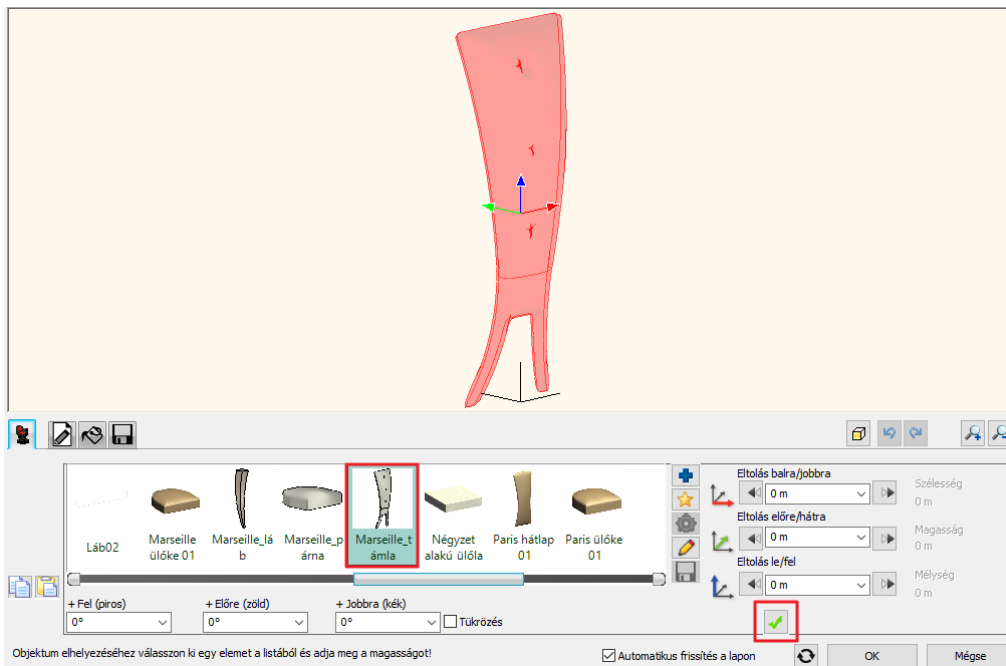 Láb02
Marseille
ülőke 01
Marseille_lá
b
Marseille_p
árna
Marseille_t
ámla
Négyzet
alakú ülőla
Paris hátlap
01
Paris ülőke
01
Eltolás balra/jobbra
0 m
Szélesség
0 m
Eltolás előre/hátra
0 m
Magasság
0 m
Eltolás le/fel
0 m
Mélység
0 m
+ Fel (piros)
0°
+ Előre (zöld)
0°
+ Jobbra (kék)
0°
Tükrözés
Objektum elhelyezéséhez válasszon ki egy elemet a listából és adja meg a magasságot!
Automatikus frissítés a lapon
OK
Mégse